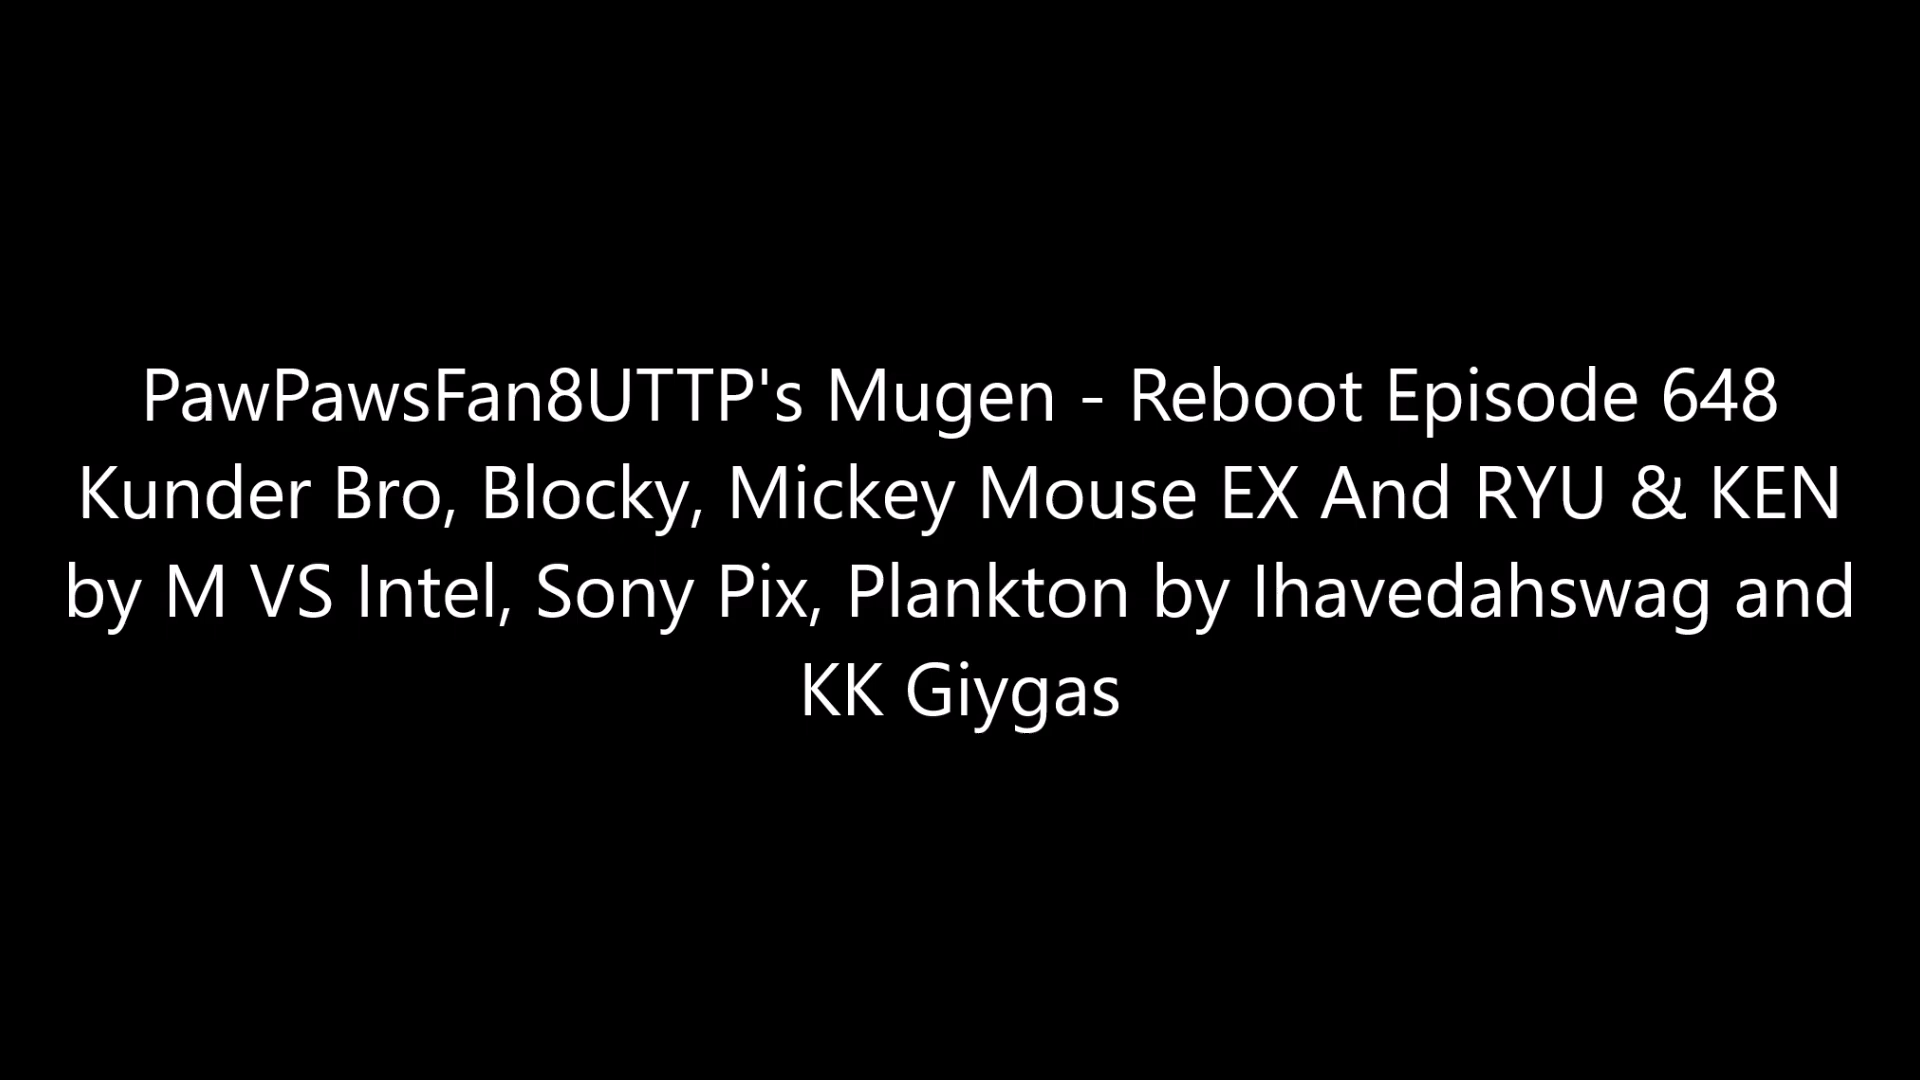 PawPawsFan8UTTP's Mugen - Reboot Episode 648
Kunder Bro, Blocky, Mickey Mouse EX And RYU & KEN
by M VS Intel, Sony Pix, Plankton by Ihavedahswag and
KK Giygas